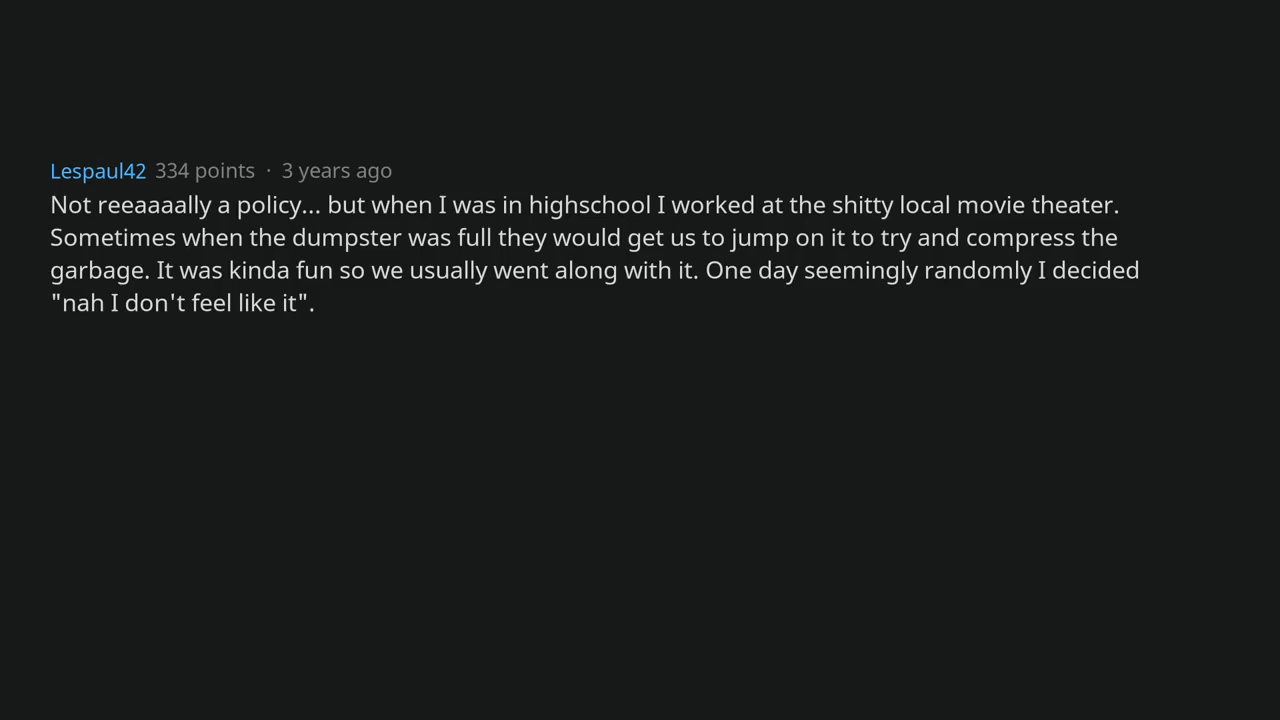 Lespaul42 334 points · 3 years ago
Not reeaaaally a policy... but when I was in highschool I worked at the shitty local movie theater.
Sometimes when the dumpster was full they would get us to jump on it to try and compress the
garbage. It was kinda fun so we usually went along with it. One day seemingly randomly I decided
"nah I don't feel like it".